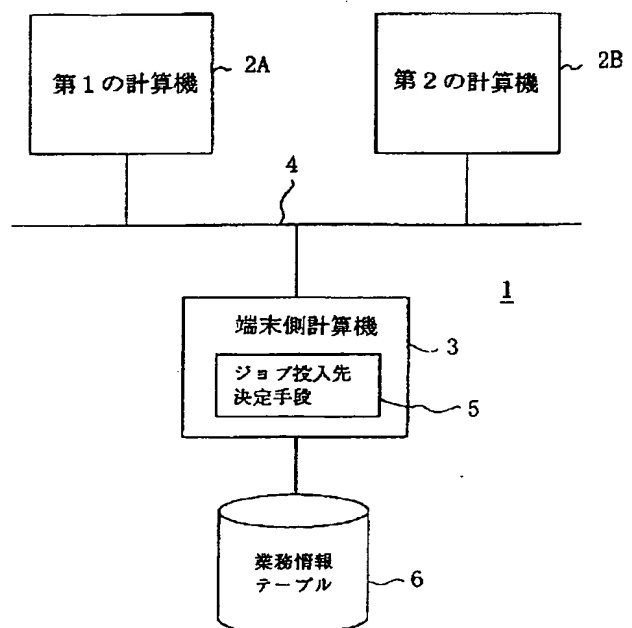 第1の計算機
2A
第2の計算機
2B
4
1
端末側計算機
3
ジョブ投入先
決定手段
5
業務情報
テーブル
6